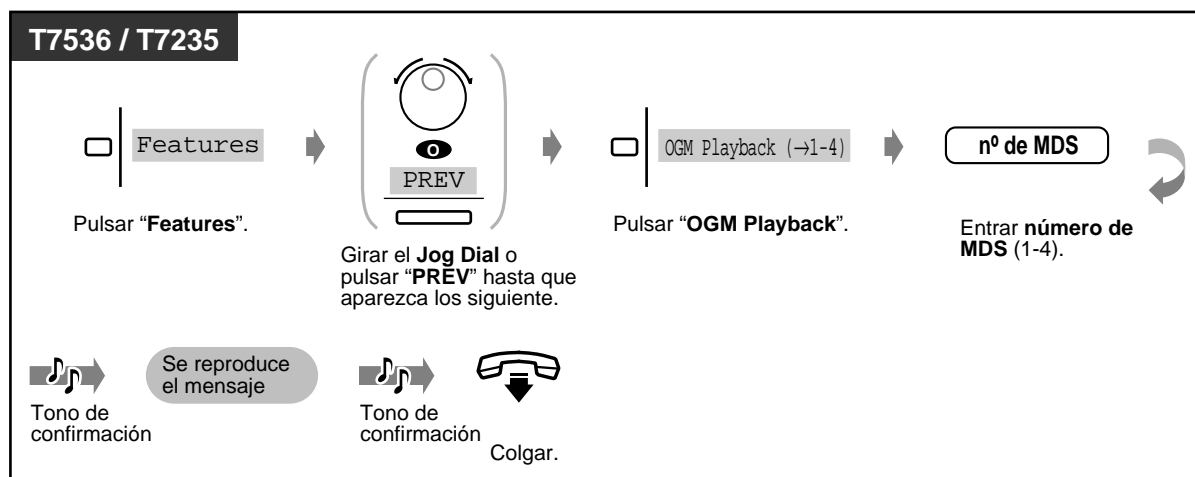 T7536 / T7235
Features
Pulsar “Features”.
O
PREV
Girar el Jog Dial o
pulsar “PREV” hasta que
aparezca los siguiente.
OGM Playback (→1-4)
Pulsar “OGM Playback”.
nº de MDS
Entrar número de
MDS (1-4).
Tono de
confirmación
Se reproduce
el mensaje
Tono de
confirmación
Colgar.